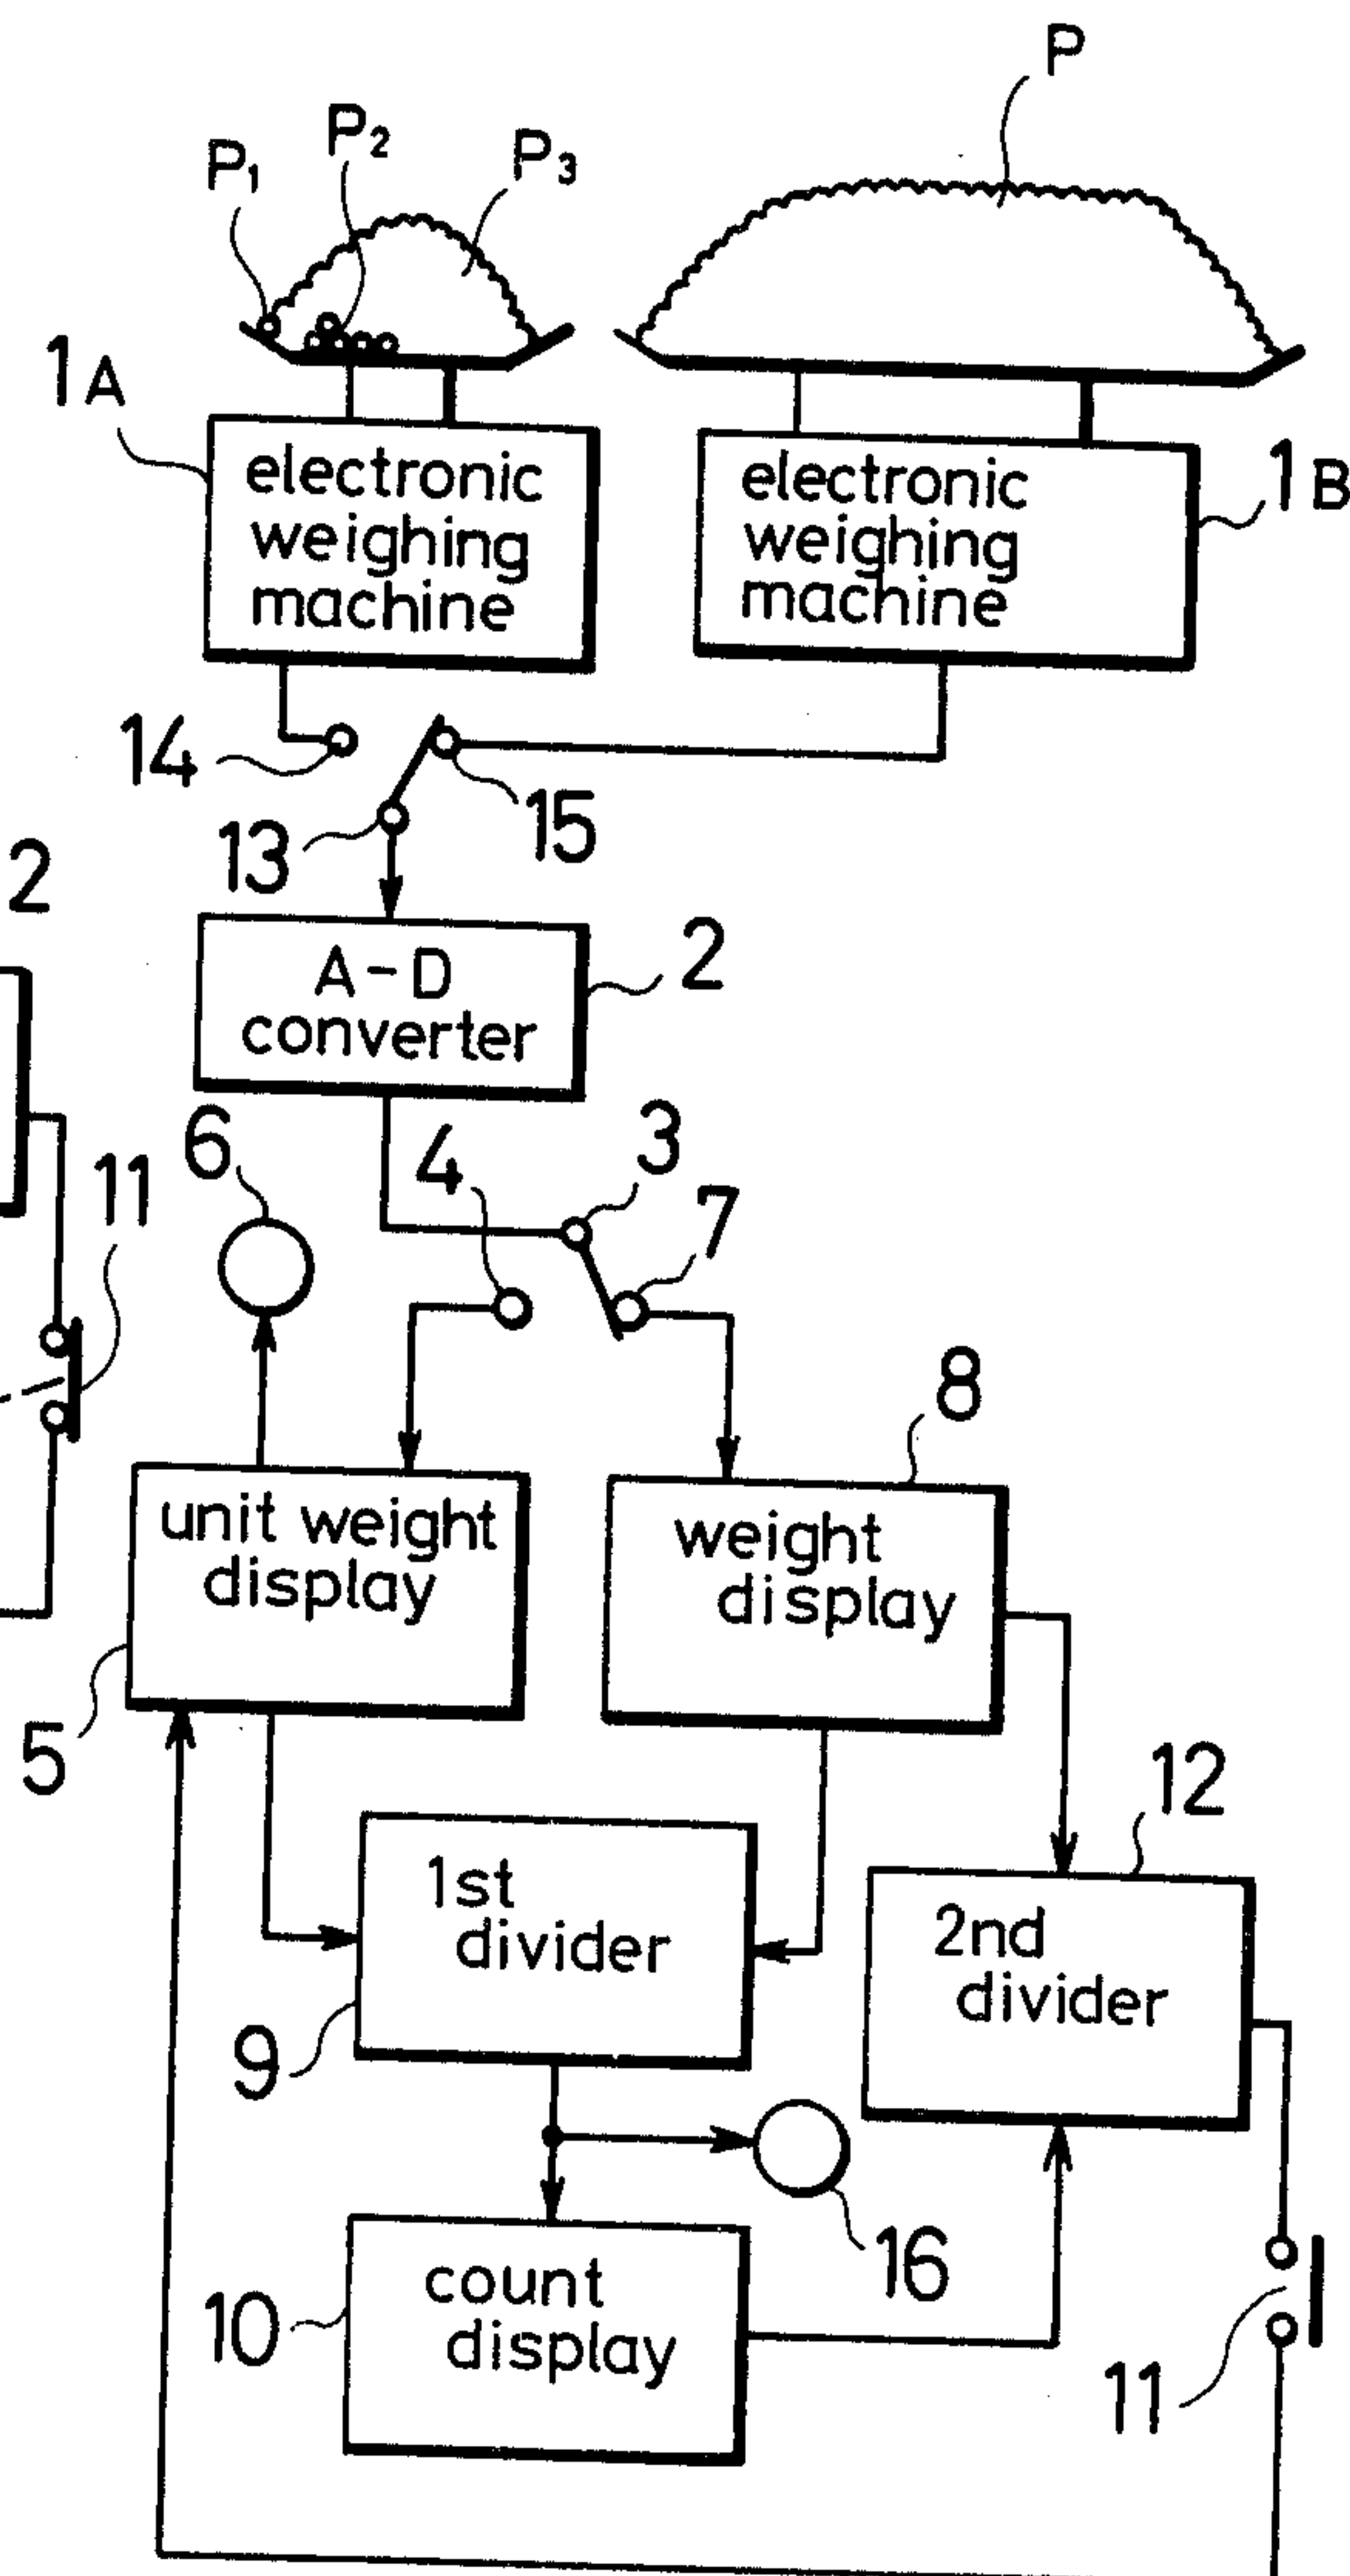 P
P1
P2
P3
1A
electronic
weighing
machine
electronic
weighing
machine
1B
14
13
15
2
A-D
converter
2
6
4
3
7
11
8
unit weight
display
weight
display
5
12
1st
divider
2nd
divider
9
16
count
display
10
11